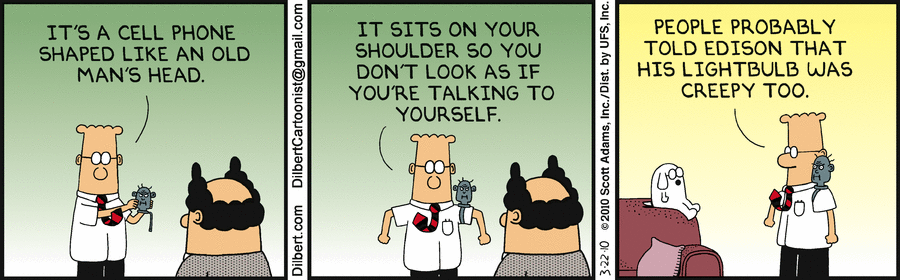 IT'S A CELL PHONE
SHAPED LIKE AN OLD
MAN'S HEAD.
Dilbert.com DilbertCartoonist@gmail.com
IT SITS ON YOUR
SHOULDER SO YOU
DON'T LOOK AS IF
YOU'RE TALKING TO
YOURSELF.
3-22-10 © 2010 Scott Adams, Inc./Dist. by UFS, Inc.
PEOPLE PROBABLY
TOLD EDISON THAT
HIS LIGHTBULB WAS
CREEPY TOO.